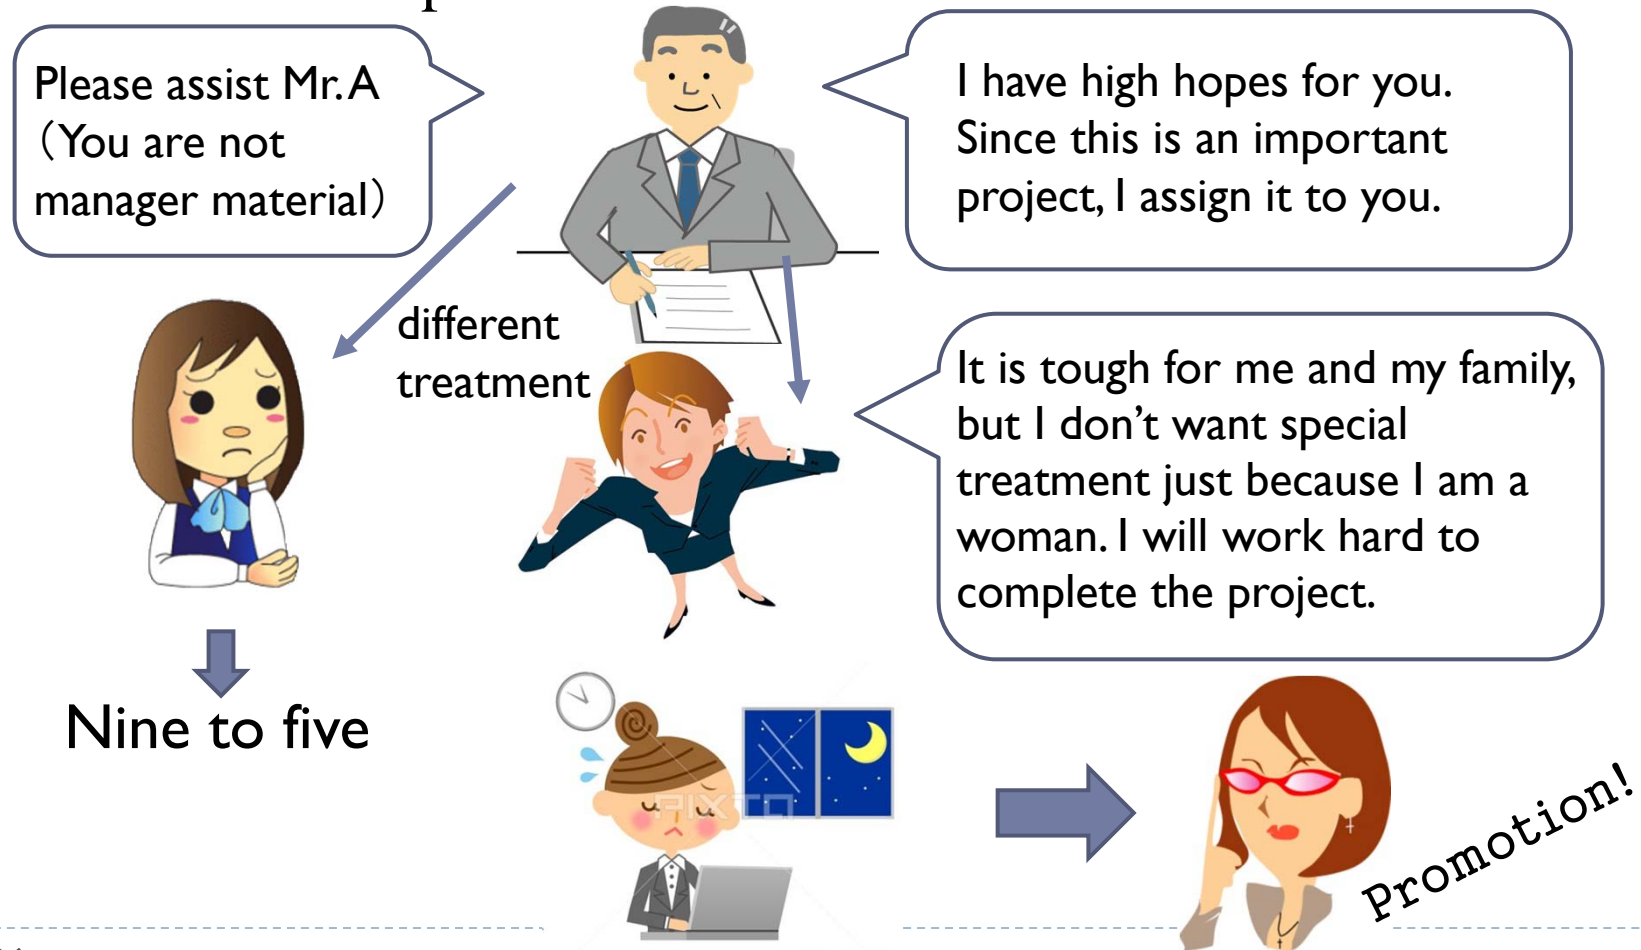 Please assist Mr. A
（You are not
manager material）
I have high hopes for you.
Since this is an important
project, I assign it to you.
different
treatment
It is tough for me and my family,
but I don’t want special
treatment just because I am a
woman. I will work hard to
complete the project.
Nine to five
PIXTA
Promotion!